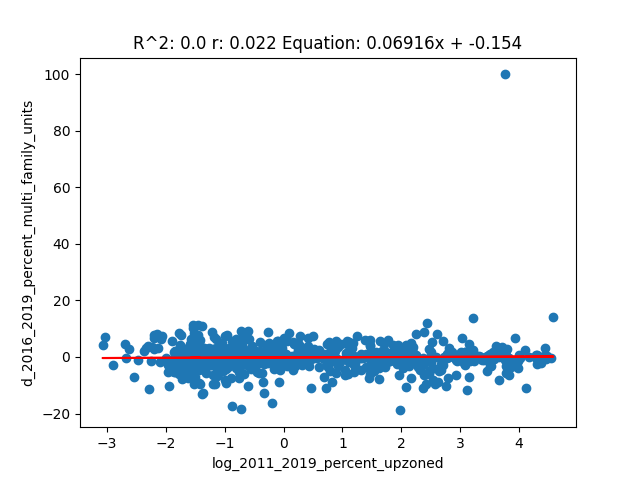 R^2: 0.0 r: 0.022 Equation: 0.06916x + -0.154
100
80
60
40
20
0
−20
d_2016_2019_percent_multi_family_units
−3 −2 −1 0 1 2 3 4
log_2011_2019_percent_upzoned